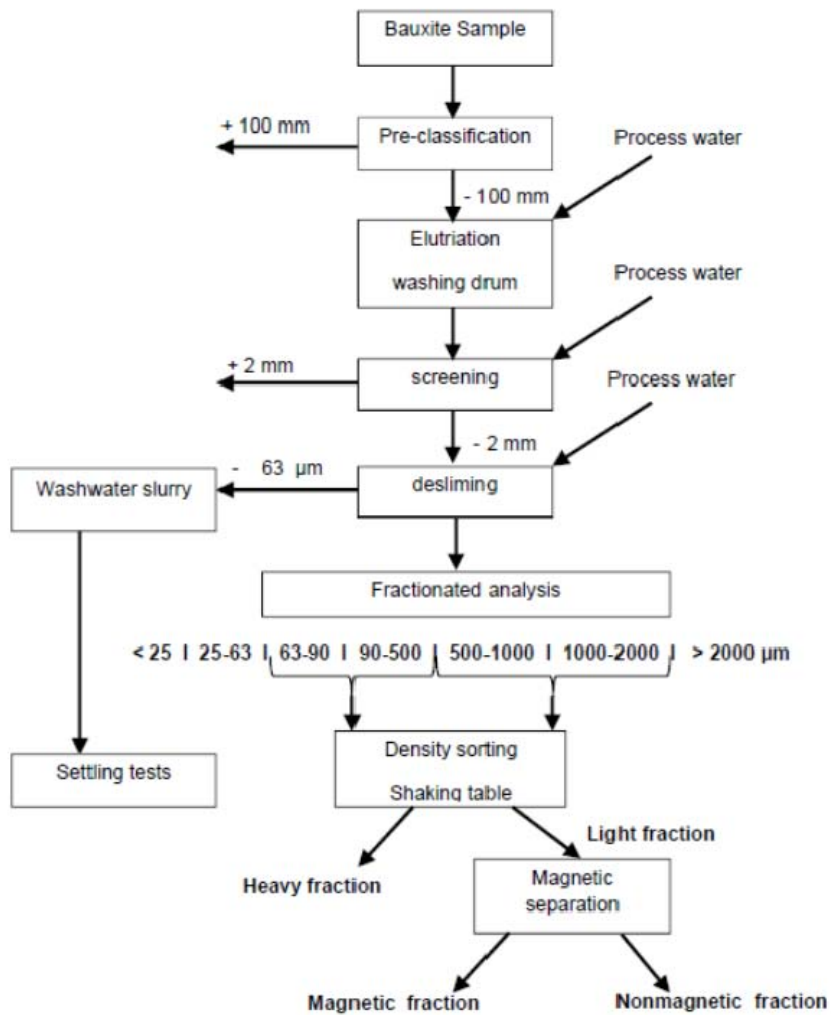 Bauxite Sample
+ 100 mm
Pre-classification
Process water
- 100 mm
Elutriation
washing drum
Process water
+ 2 mm
screening
Process water
- 2 mm
- 63 µm
Washwater slurry
desliming
Fractionated analysis
< 25 I 25-63 I 63-90 I 90-500 I 500-1000 I 1000-2000 I > 2000 µm
Density sorting
Settling tests
Shaking table
Light fraction
Heavy fraction
Magnetic
separation
Magnetic fraction
Nonmagnetic fraction